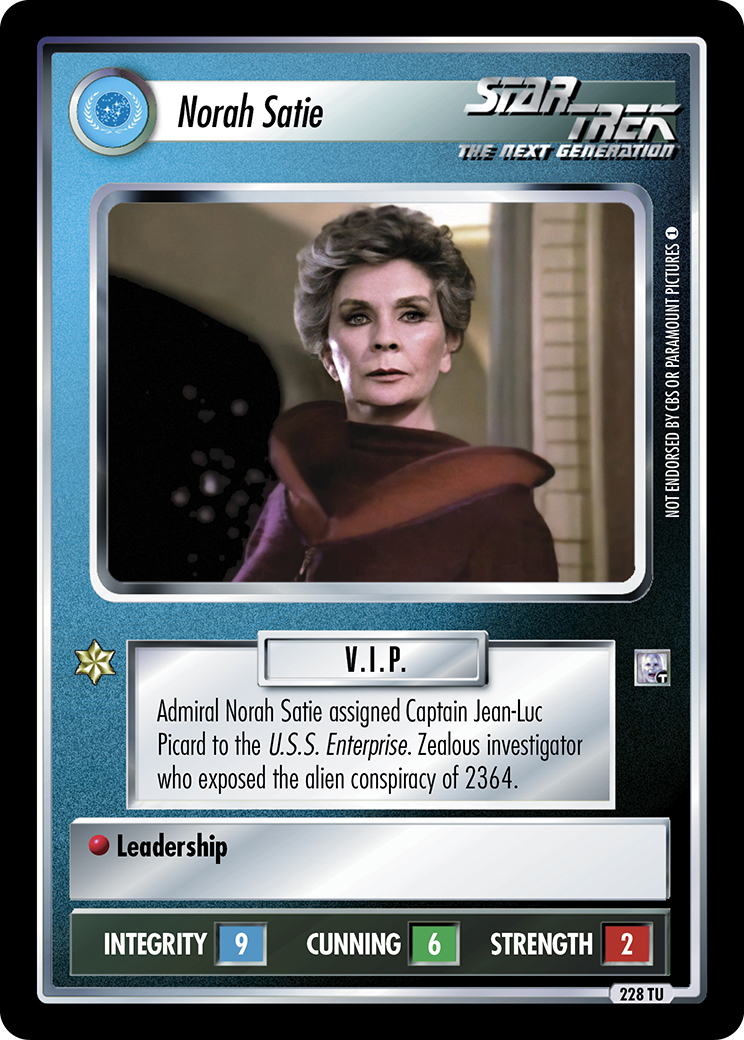 Norah Satie
STAR TREK
THE NEXT GENERATION
NOT ENDORSED BY CBS OR PARAMOUNT PICTURES 1
V.I.P.
Admiral Norah Satie assigned Captain Jean-Luc
Picard to the U.S.S. Enterprise. Zealous investigator
who exposed the alien conspiracy of 2364.
T
Leadership
INTEGRITY 9 CUNNING 6 STRENGTH 2
228 TU